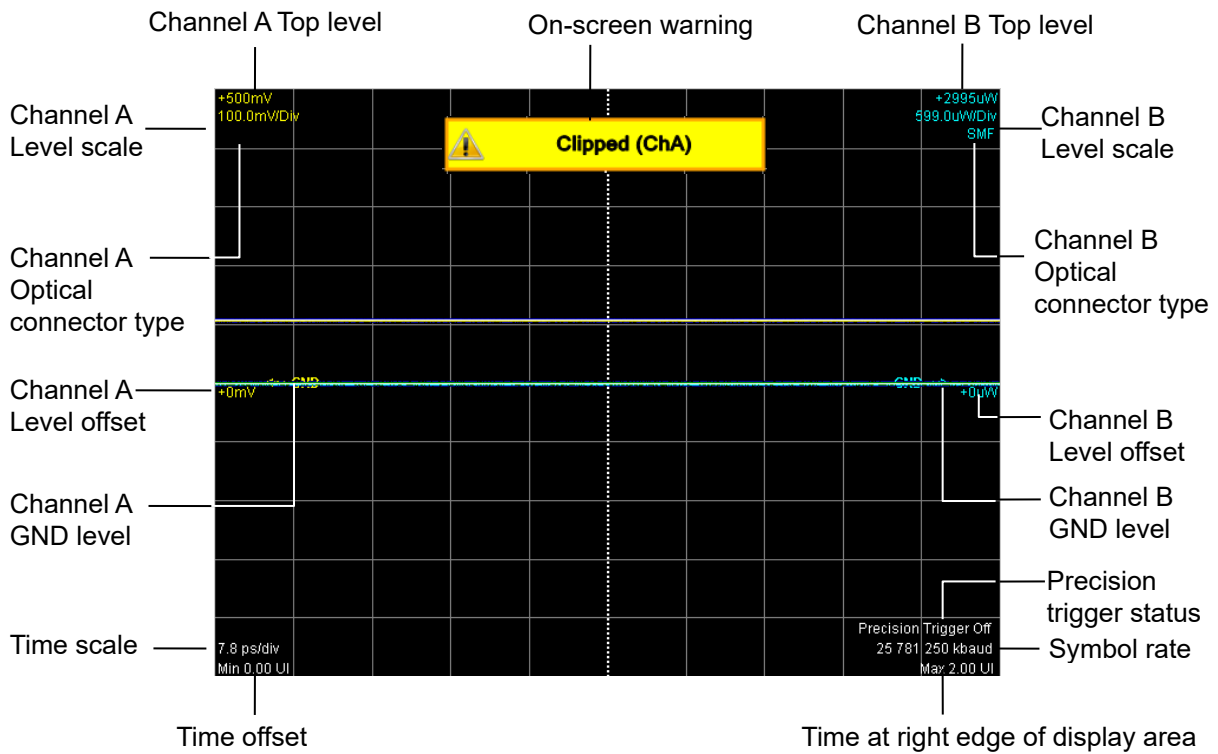 Channel A Top level
On-screen warning
Channel B Top level
+500mV
100.0mV/Div
Clipped (ChA)
+2995uW
599.0uW/Div
SMF
Channel A
Level scale
Channel B
Level scale
Channel A
Optical
connector type
Channel B
Optical
connector type
GND
GND
+0mV
+0uW
Channel A
Level offset
Channel B
Level offset
Channel A
GND level
Channel B
GND level
Precision
trigger status
Precision Trigger Off
Time scale
7.8 ps/div
25 781 250 kbaud
Symbol rate
Min 0.00 UI
Max 2.00 UI
Time offset
Time at right edge of display area